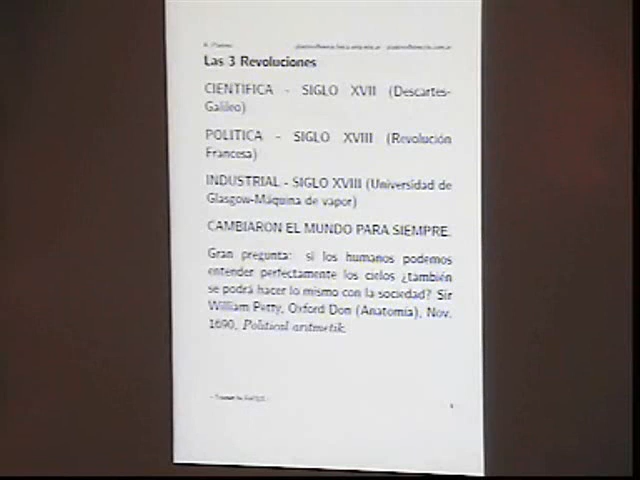 Las 3 Revoluciones
CIENTIFICA - SIGLO XVII (Descartes-
Galileo)
POLITICA - SIGLO XVIII (Revolución
Francesa)
INDUSTRIAL - SIGLO XVIII (Universidad de
Glasgow-Máquina de vapor)
CAMBIARON EL MUNDO PARA SIEMPRE.
Gran pregunta: si los humanos podemos
entender perfectamente los cielos ¿también
se podrá hacer lo mismo con la sociedad? Sir
William Petty, Oxford Don (Anatomía), Nov.
1690, Political aritmetik.